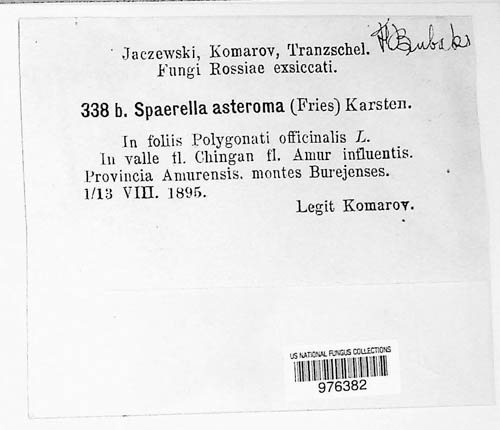 Jaczewski, Komarov, Tranzschel.
Fungi Rossiae exsiccati.
338 b. Spaerella asteroma (Fries) Karsten.
In foliis Polygonati officinalis L.
In valle fl. Chingan fl. Amur influentis.
Provincia Amurensis. montes Burejenses.
1/13 VIII. 1895.
Legit Komarov.
US NATIONAL FUNGUS COLLECTIONS
976382